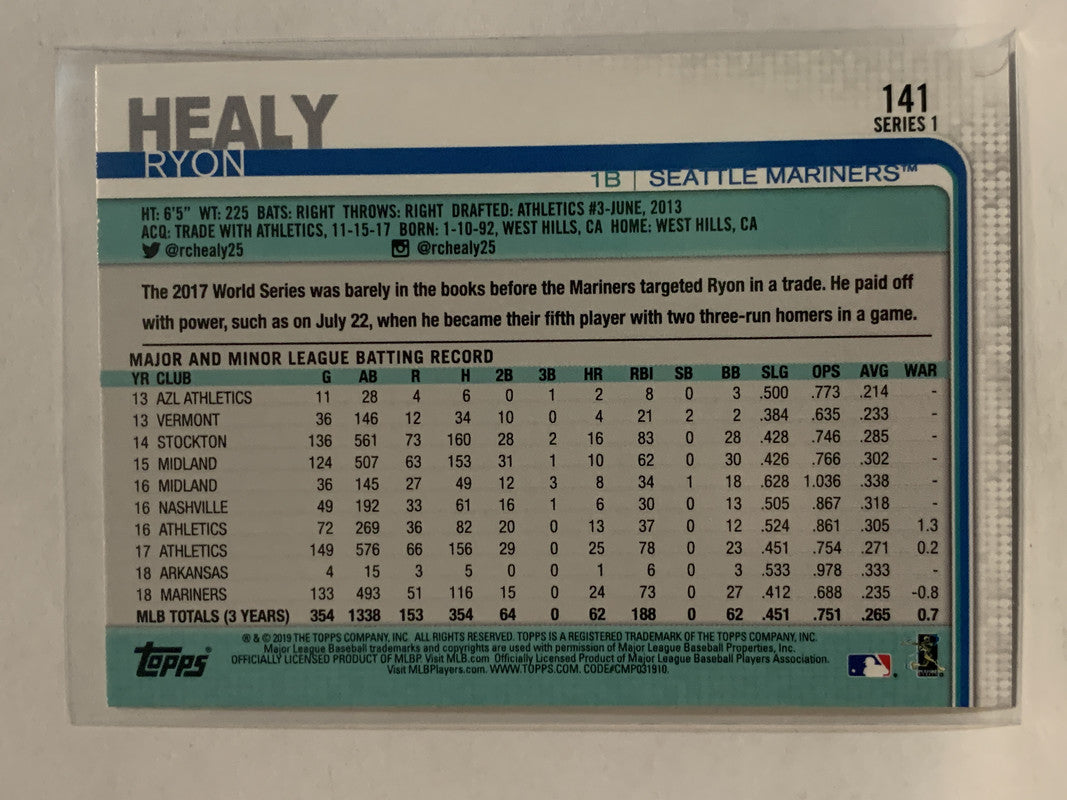 HEALY
RYON
141
SERIES 1
1B | SEATTLE MARINERS™
HT: 6'5" WT: 225 BATS: RIGHT THROWS: RIGHT DRAFTED: ATHLETICS #3-JUNE, 2013
ACQ: TRADE WITH ATHLETICS, 11-15-17 BORN: 1-10-92, WEST HILLS, CA HOME: WEST HILLS, CA
@rchealy25 @rchealy25
The 2017 World Series was barely in the books before the Mariners targeted Ryon in a trade. He paid off
with power, such as on July 22, when he became their fifth player with two three-run homers in a game.
MAJOR AND MINOR LEAGUE BATTING RECORD
YR CLUB G AB R H 2B 3B HR RBI SB BB SLG OPS AVG WAR
13 AZL ATHLETICS 11 28 4 6 0 1 2 8 0 3 .500 .773 .214 -
13 VERMONT 36 146 12 34 10 0 4 21 2 2 .384 .635 .233 -
14 STOCKTON 136 561 73 160 28 2 16 83 0 28 .428 .746 .285 -
15 MIDLAND 124 507 63 153 31 1 10 62 0 30 .426 .766 .302 -
16 MIDLAND 36 145 27 49 12 3 8 34 1 18 .628 1.036 .338 -
16 NASHVILLE 49 192 33 61 16 1 6 30 0 13 .505 .867 .318 -
16 ATHLETICS 72 269 36 82 20 0 13 37 0 12 .524 .861 .305 1.3
17 ATHLETICS 149 576 66 156 29 0 25 78 0 23 .451 .754 .271 0.2
18 ARKANSAS 4 15 3 5 0 0 1 6 0 3 .533 .978 .333 -
18 MARINERS 133 493 51 116 15 0 24 73 0 27 .412 .688 .235 -0.8
MLB TOTALS (3 YEARS) 354 1338 153 354 64 0 62 188 0 62 .451 .751 .265 0.7
® & © 2019 THE TOPPS COMPANY, INC. ALL RIGHTS RESERVED. TOPPS IS A REGISTERED TRADEMARK OF THE TOPPS COMPANY, INC.
Major League Baseball trademarks and copyrights are used with permission of Major League Baseball Properties, Inc.
OFFICIALLY LICENSED PRODUCT OF MLBP Visit MLB.com Officially Licensed Product of Major League Baseball Players Association.
Visit MLBPlayers.com. WWW.TOPPS.COM. CODE#CMP031910.
topps®